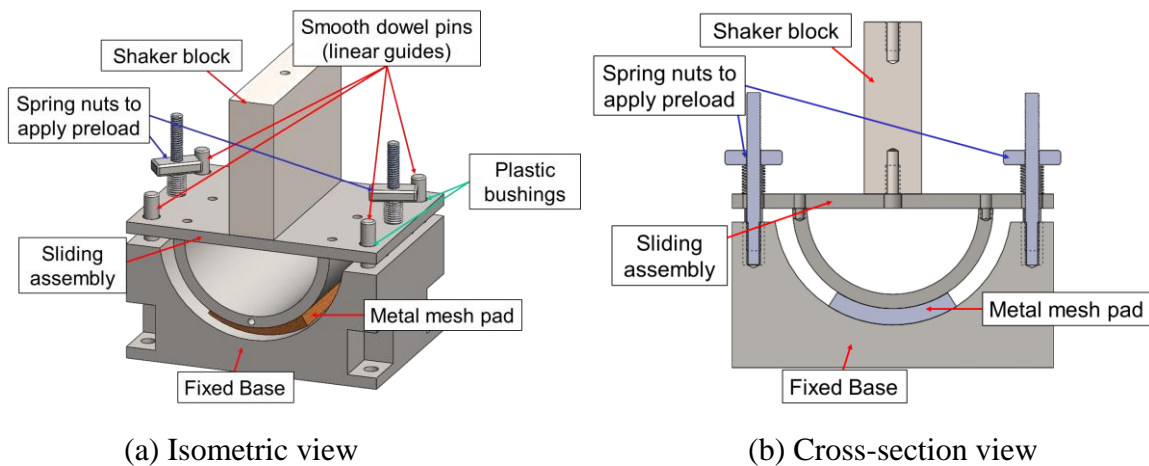 Shaker block
Smooth dowel pins
(linear guides)
Spring nuts to
apply preload
Plastic
bushings
Sliding
assembly
Metal mesh pad
Fixed Base
(a) Isometric view
Shaker block
Spring nuts to
apply preload
Sliding
assembly
Metal mesh pad
Fixed Base
(b) Cross-section view